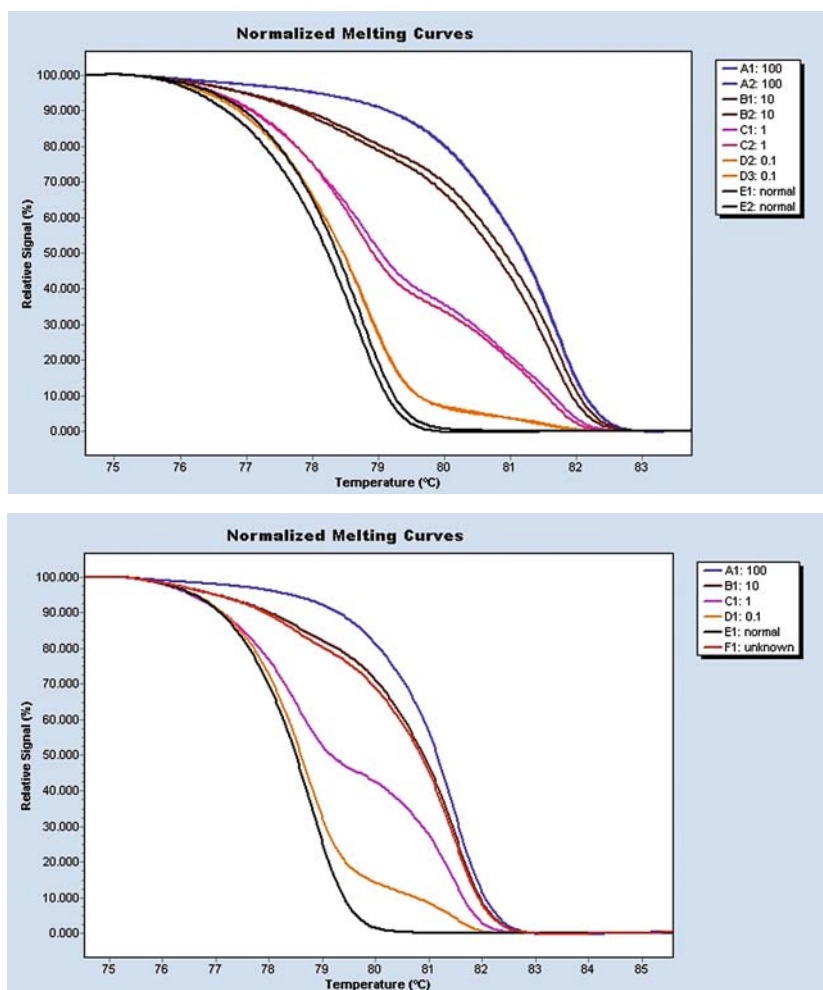 Normalized Melting Curves
Relative Signal (%)
100.000
90.000
80.000
70.000
60.000
50.000
40.000
30.000
20.000
10.000
0.000
75 76 77 78 79 80 81 82 83
Temperature (ºC)
A1: 100
A2: 100
B1: 10
B2: 10
C1: 1
C2: 1
D2: 0.1
D3: 0.1
E1: normal
E2: normal
Normalized Melting Curves
Relative Signal (%)
100.000
90.000
80.000
70.000
60.000
50.000
40.000
30.000
20.000
10.000
0.000
75 76 77 78 79 80 81 82 83 84 85
Temperature (ºC)
A1: 100
B1: 10
C1: 1
D1: 0.1
E1: normal
F1: unknown